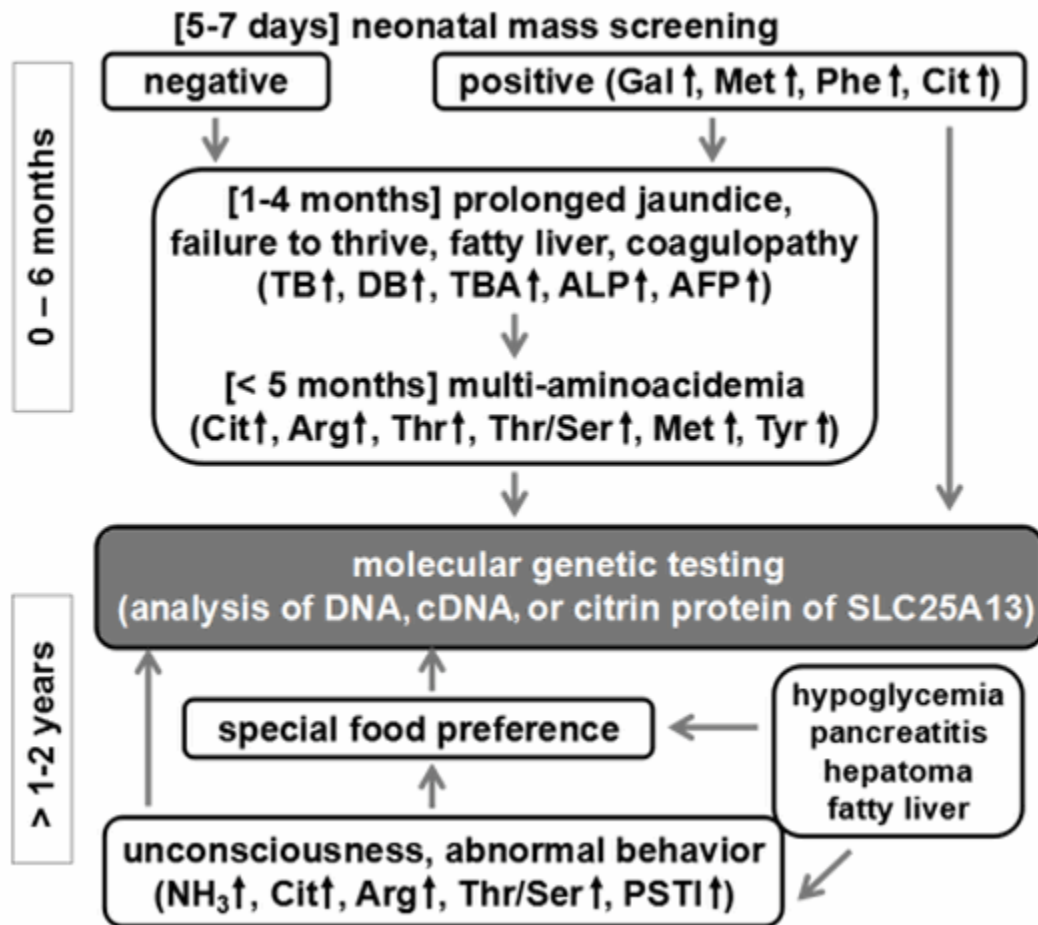 [5-7 days] neonatal mass screening
negative
positive (Gal↑, Met↑, Phe↑, Cit↑)
0 – 6 months
[1-4 months] prolonged jaundice,
failure to thrive, fatty liver, coagulopathy
(TB↑, DB↑, TBA↑, ALP↑, AFP↑)
[< 5 months] multi-aminoacidemia
(Cit↑, Arg↑, Thr↑, Thr/Ser↑, Met↑, Tyr↑)
molecular genetic testing
(analysis of DNA, cDNA, or citrin protein of SLC25A13)
> 1-2 years
special food preference
hypoglycemia
pancreatitis
hepatoma
fatty liver
unconsciousness, abnormal behavior
(NH₃↑, Cit↑, Arg↑, Thr/Ser↑, PSTI↑)